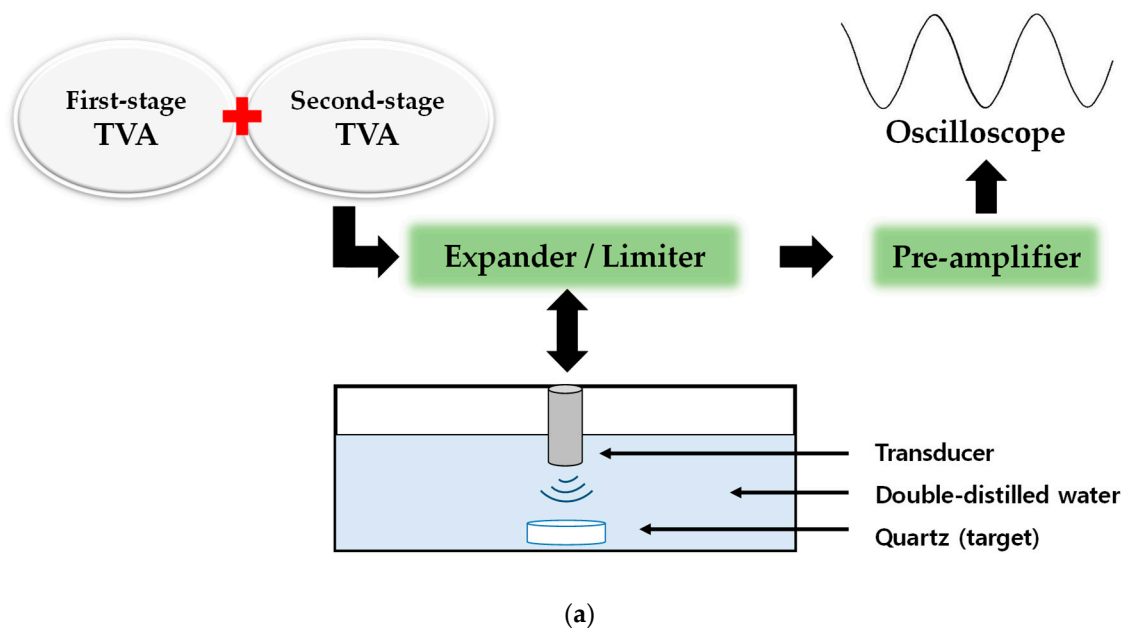 First-stage
TVA
Second-stage
TVA
Oscilloscope
Expander / Limiter
Pre-amplifier
Transducer
Double-distilled water
Quartz (target)
(a)